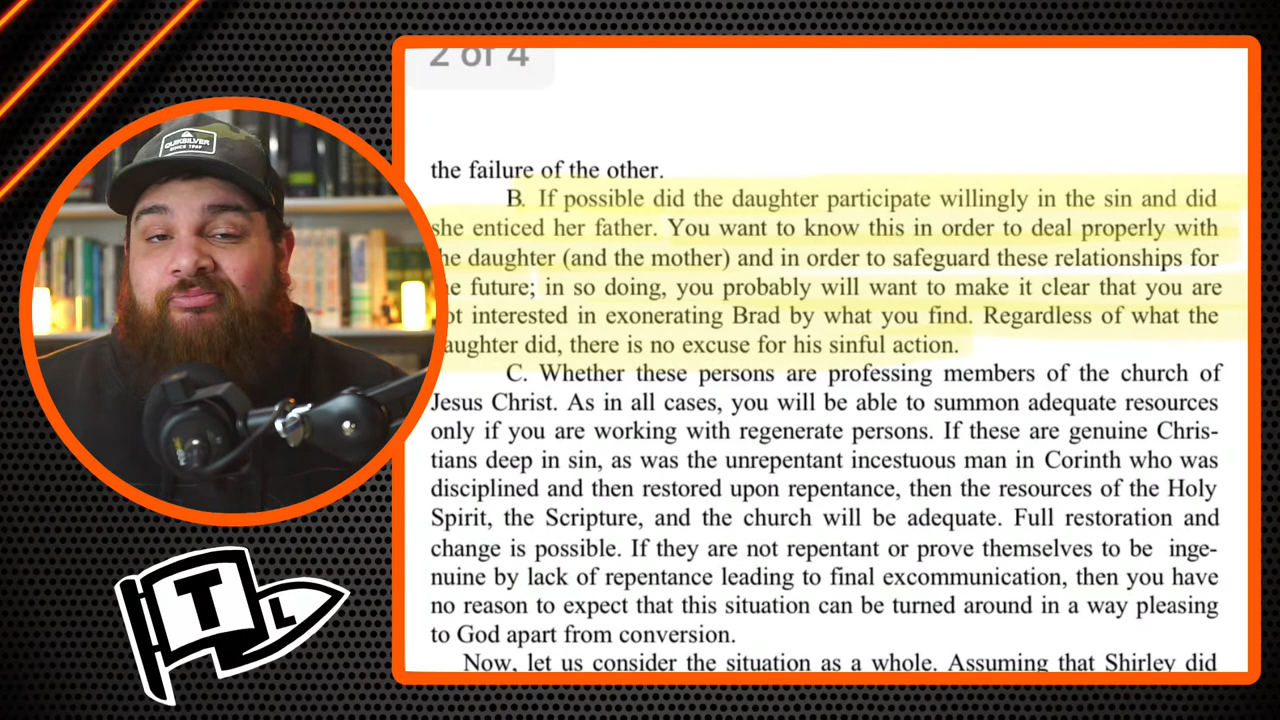 2 of 4
QUIKSILVER
SINCE 1969
the failure of the other.
B. If possible did the daughter participate willingly in the sin and did
she enticed her father. You want to know this in order to deal properly with
he daughter (and the mother) and in order to safeguard these relationships for
e future; in so doing, you probably will want to make it clear that you are
ot interested in exonerating Brad by what you find. Regardless of what the
aughter did, there is no excuse for his sinful action.
C. Whether these persons are professing members of the church of
Jesus Christ. As in all cases, you will be able to summon adequate resources
only if you are working with regenerate persons. If these are genuine Chris-
tians deep in sin, as was the unrepentant incestuous man in Corinth who was
disciplined and then restored upon repentance, then the resources of the Holy
Spirit, the Scripture, and the church will be adequate. Full restoration and
change is possible. If they are not repentant or prove themselves to be inge-
nuine by lack of repentance leading to final excommunication, then you have
no reason to expect that this situation can be turned around in a way pleasing
to God apart from conversion.
Now, let us consider the situation as a whole. Assuming that Shirley did
T L